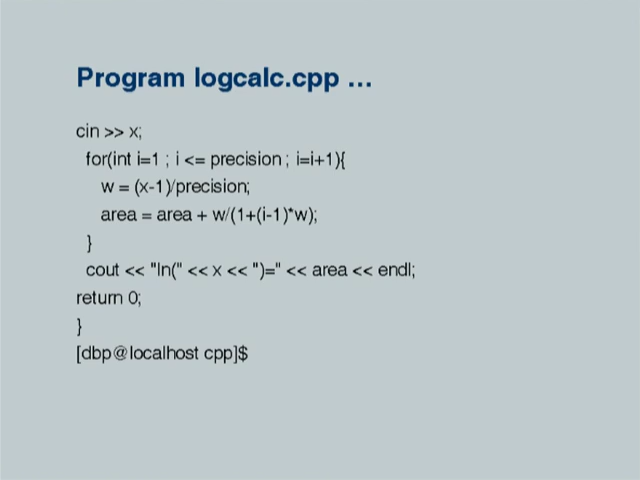 Program logcalc.cpp ...
cin >> x;
for(int i=1 ; i <= precision ; i=i+1){
w = (x-1)/precision;
area = area + w/(1+(i-1)*w);
}
cout << "ln(" << x << ")=" << area << endl;
return 0;
}
[dbp@localhost cpp]$